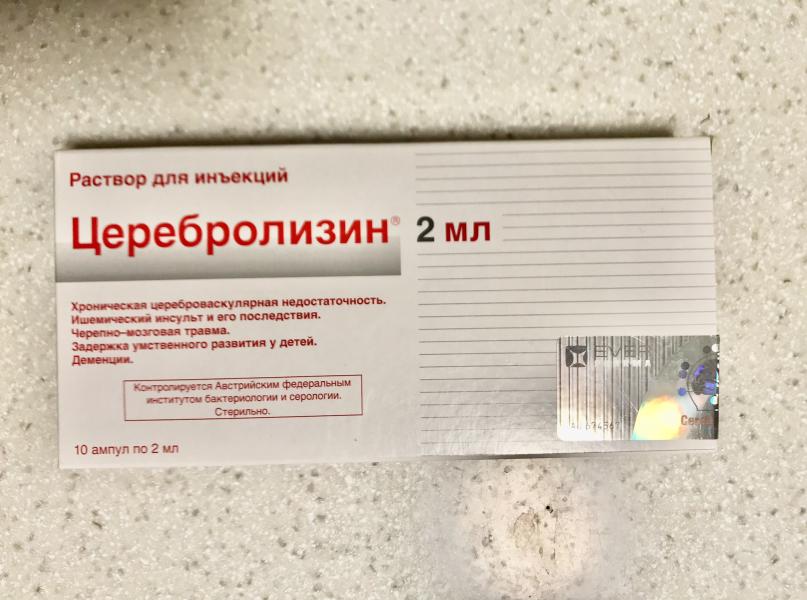 Раствор для инъекций
Церебролизин® 2 мл
Хроническая цереброваскулярная недостаточность.
Ишемический инсульт и его последствия.
Черепно–мозговая травма.
Задержка умственного развития у детей.
Деменции.
Контролируется Австрийским федеральным
институтом бактериологии и серологии.
Стерильно.
10 ампул по 2 мл
EVER